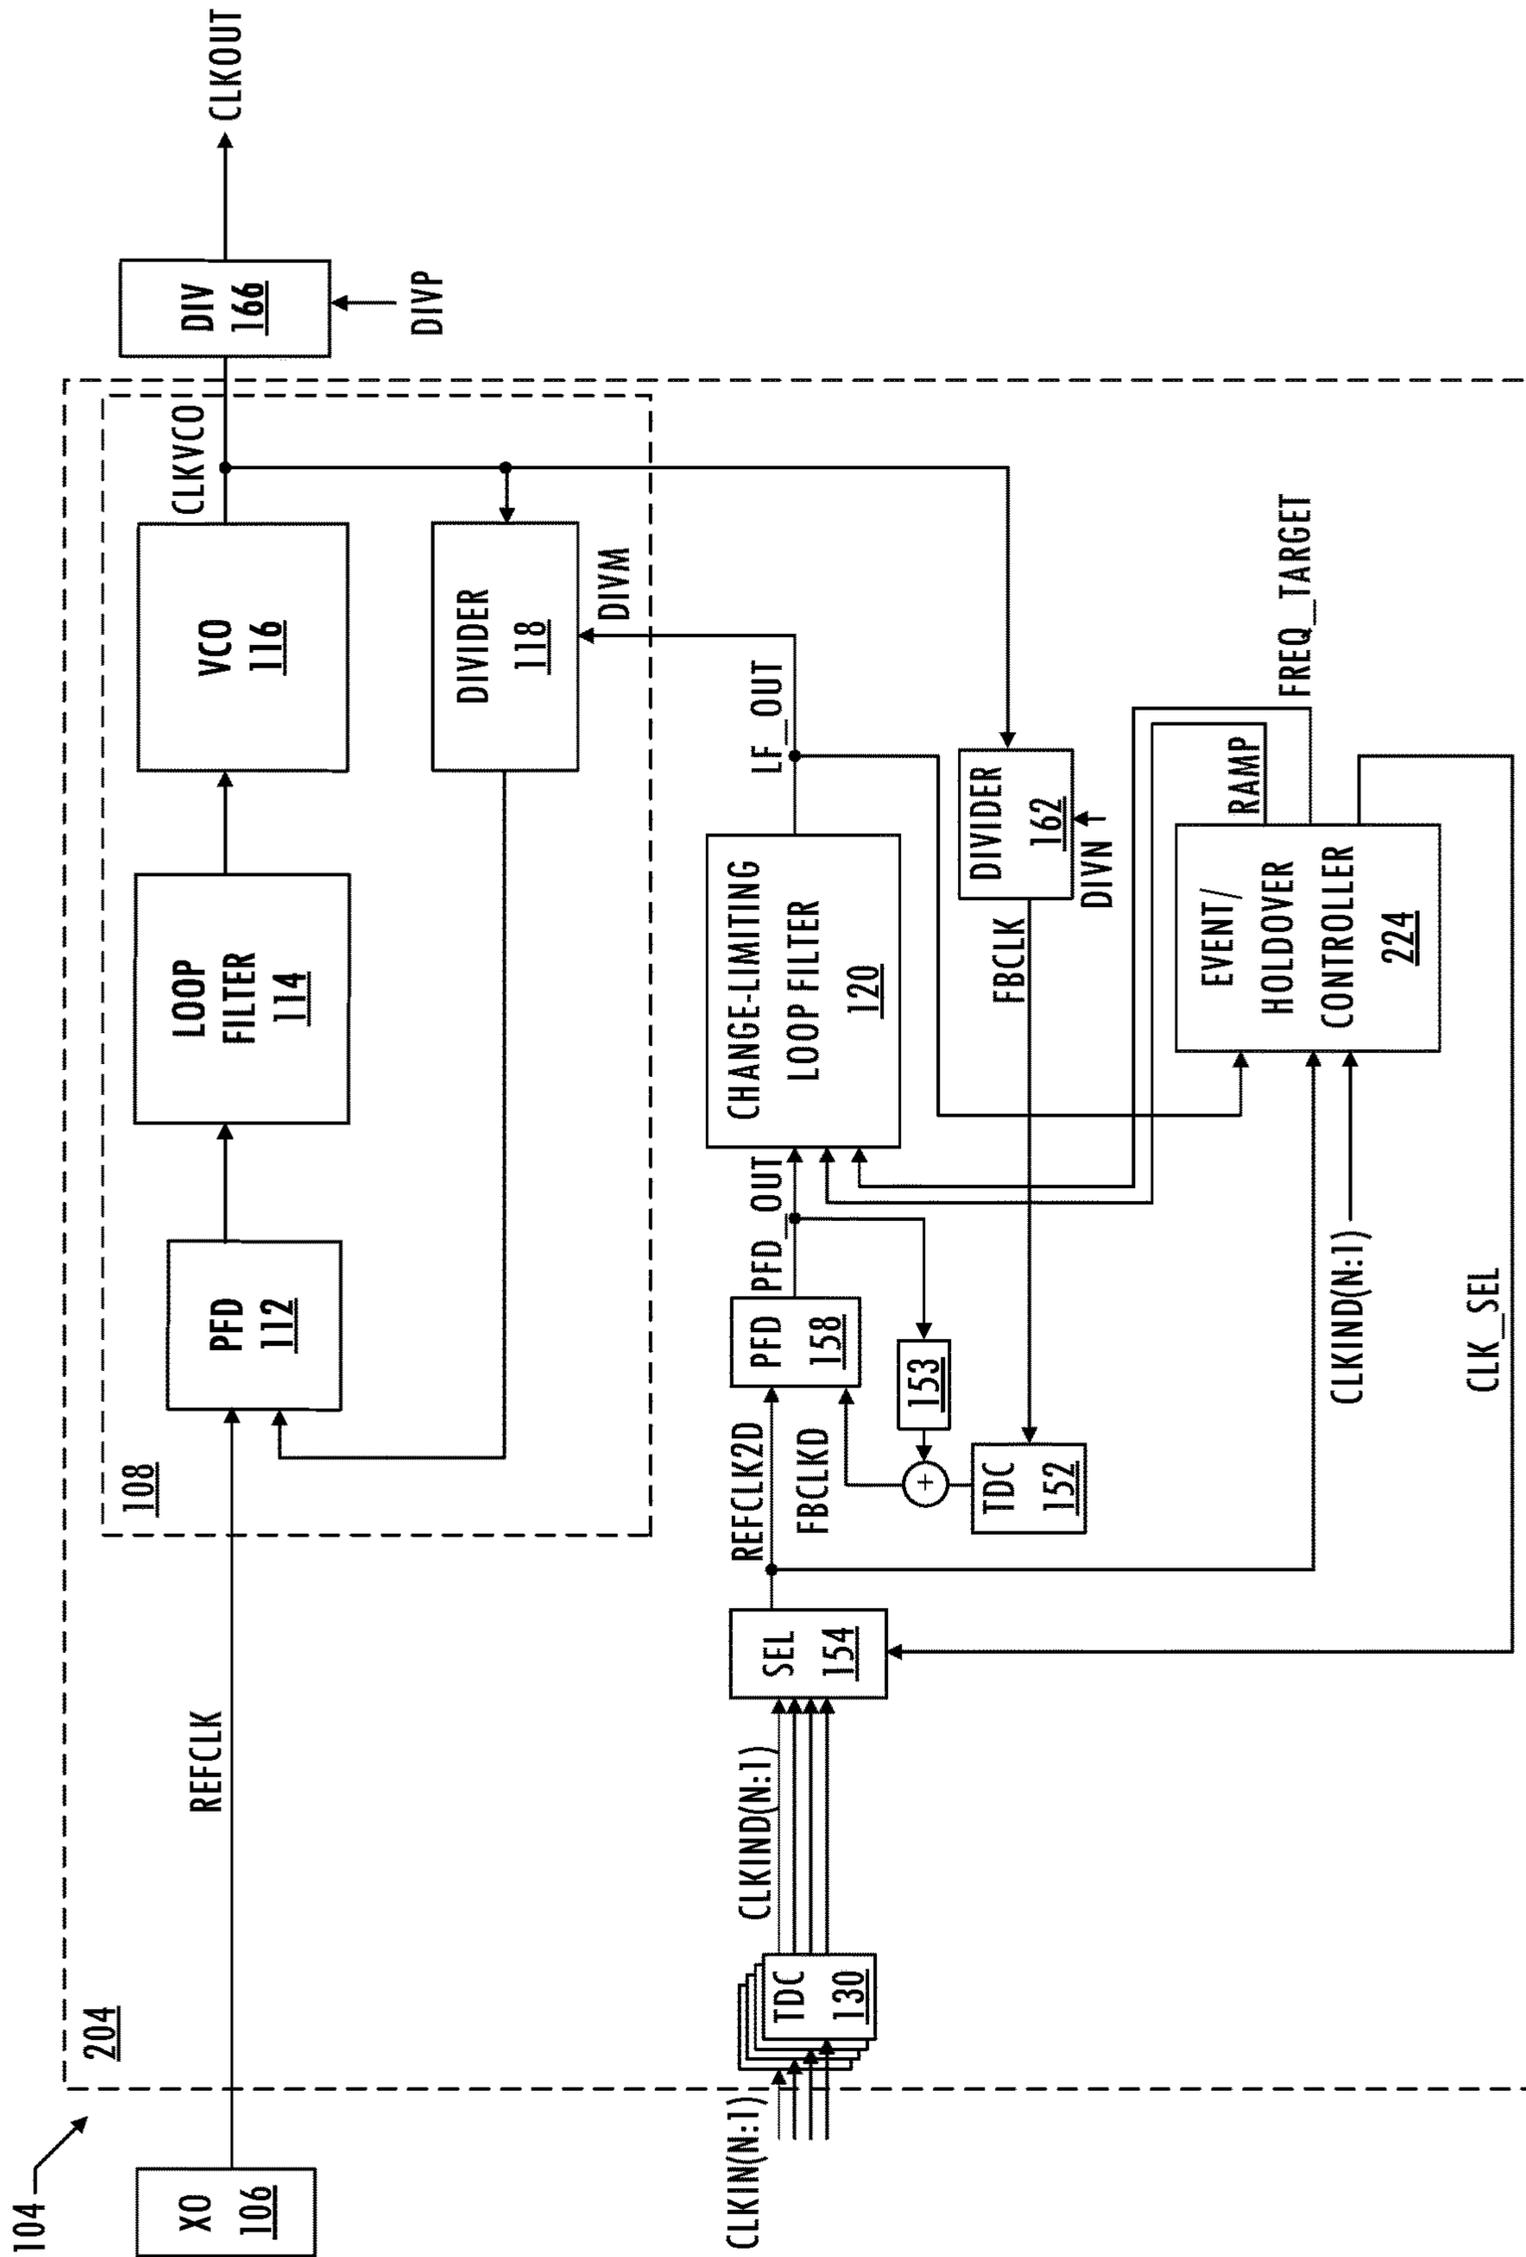 104
204
XO
106
REFCLK
108
PFD
112
LOOP
FILTER
114
VCO
116
CLKVCO
DIV
166
DIVP
CLKOUT
DIVIDER
118
DIVM
CLKIN(N:1)
TDC
130
CLKIND(N:1)
SEL
154
REFCLK2D
FBCLKD
PFD
158
PFD_OUT
153
+
TDC
152
CHANGE-LIMITING
LOOP FILTER
120
LF_OUT
FBCLK
DIVIDER
162
DIVN
CLKIND(N:1)
EVENT/
HOLDOVER
CONTROLLER
224
RAMP
FREQ_TARGET
CLK_SEL